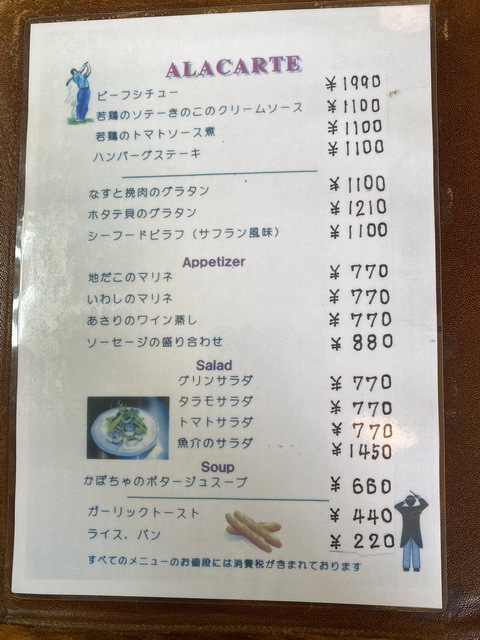 ALACARTE
ビーフシチュー ¥1990
若鶏のソテーきのこのクリームソース ¥1100
若鶏のトマトソース煮 ¥1100
ハンバーグステーキ ¥1100
なすと挽肉のグラタン ¥1100
ホタテ貝のグラタン ¥1210
シーフードピラフ（サフラン風味） ¥1100
Appetizer
地だこのマリネ ¥770
いわしのマリネ ¥770
あさりのワイン蒸し ¥770
ソーセージの盛り合わせ ¥880
Salad
グリンサラダ ¥770
タラモサラダ ¥770
トマトサラダ ¥770
魚介のサラダ ¥1450
Soup
かぼちゃのポタージュスープ ¥660
ガーリックトースト ¥440
ライス、パン ¥220
すべてのメニューのお値段には消費税が含まれております